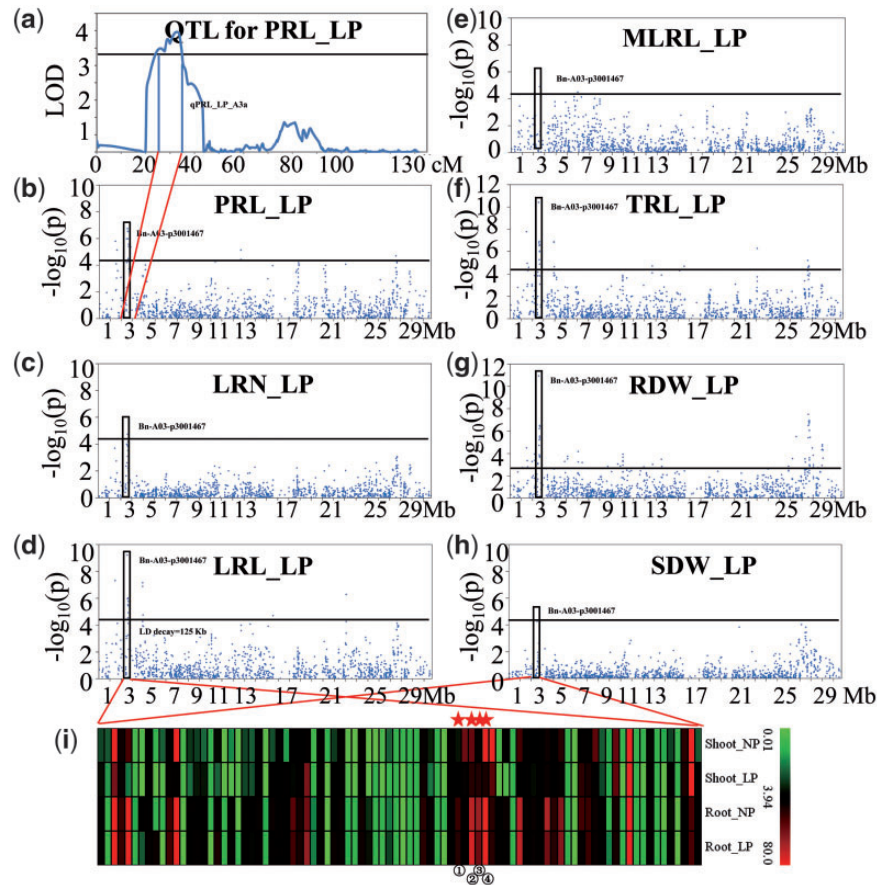 (a)
QTL for PRL_LP
4
3
2
1
LOD
qPRL_LP_A3a
0 20 40 60 80 100 130 cM
(b)
PRL_LP
Bn-A03-p3001467
10
8
6
4
2
0
-log10(p)
1 3 5 7 9 11 13 17 21 25 29Mb
(c)
LRN_LP
Bn-A03-p3001467
10
8
6
4
2
0
-log10(p)
1 3 5 7 9 11 13 17 21 25 29Mb
(d)
LRL_LP
Bn-A03-p3001467
LD decay=125 Kb
10
8
6
4
2
0
-log10(p)
1 3 5 7 9 11 13 17 21 25 29Mb
(e)
MLRL_LP
Bn-A03-p3001467
10
8
6
4
2
0
-log10(p)
1 3 5 7 9 11 13 17 21 25 29Mb
(f)
TRL_LP
Bn-A03-p3001467
12
10
8
6
4
2
0
-log10(p)
1 3 5 7 9 11 13 17 21 25 29Mb
(g)
RDW_LP
Bn-A03-p3001467
12
10
8
6
4
2
0
-log10(p)
1 3 5 7 9 11 13 17 21 25 29Mb
(h)
SDW_LP
Bn-A03-p3001467
10
8
6
4
2
0
-log10(p)
1 3 5 7 9 11 13 17 21 25 29Mb
(i)
Shoot_NP
Shoot_LP
Root_NP
Root_LP
0.01 3.94 80.0
① ② ③ ④